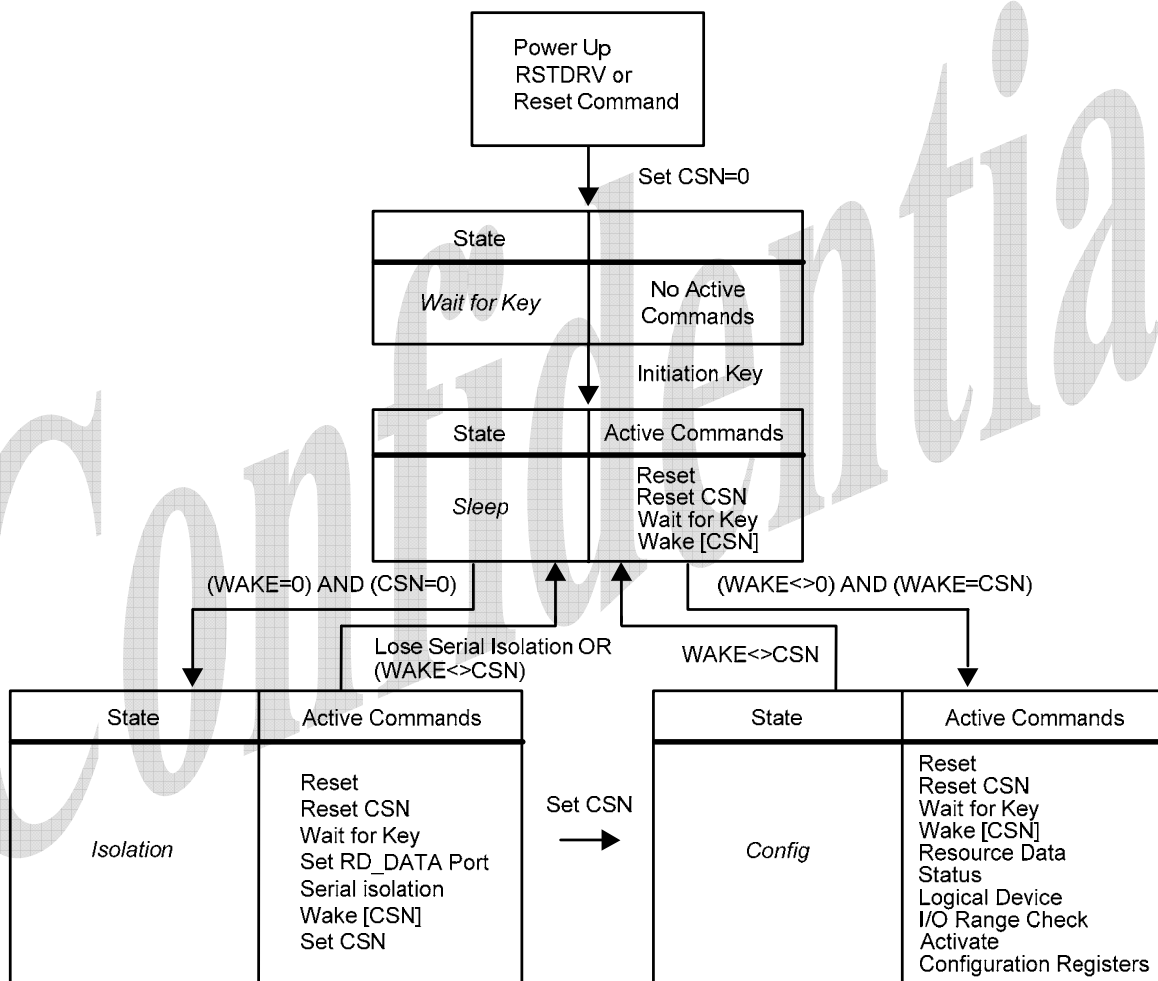 Power Up
RSTDRV or
Reset Command
Set CSN=0
State
Wait for Key
No Active
Commands
Initiation Key
State
Active Commands
Sleep
Reset
Reset CSN
Wait for Key
Wake [CSN]
(WAKE=0) AND (CSN=0)
(WAKE<>0) AND (WAKE=CSN)
Lose Serial Isolation OR
(WAKE<>CSN)
WAKE<>CSN
State
Active Commands
Isolation
Reset
Reset CSN
Wait for Key
Set RD_DATA Port
Serial isolation
Wake [CSN]
Set CSN
Set CSN
State
Active Commands
Config
Reset
Reset CSN
Wait for Key
Wake [CSN]
Resource Data
Status
Logical Device
I/O Range Check
Activate
Configuration Registers
Confidentia